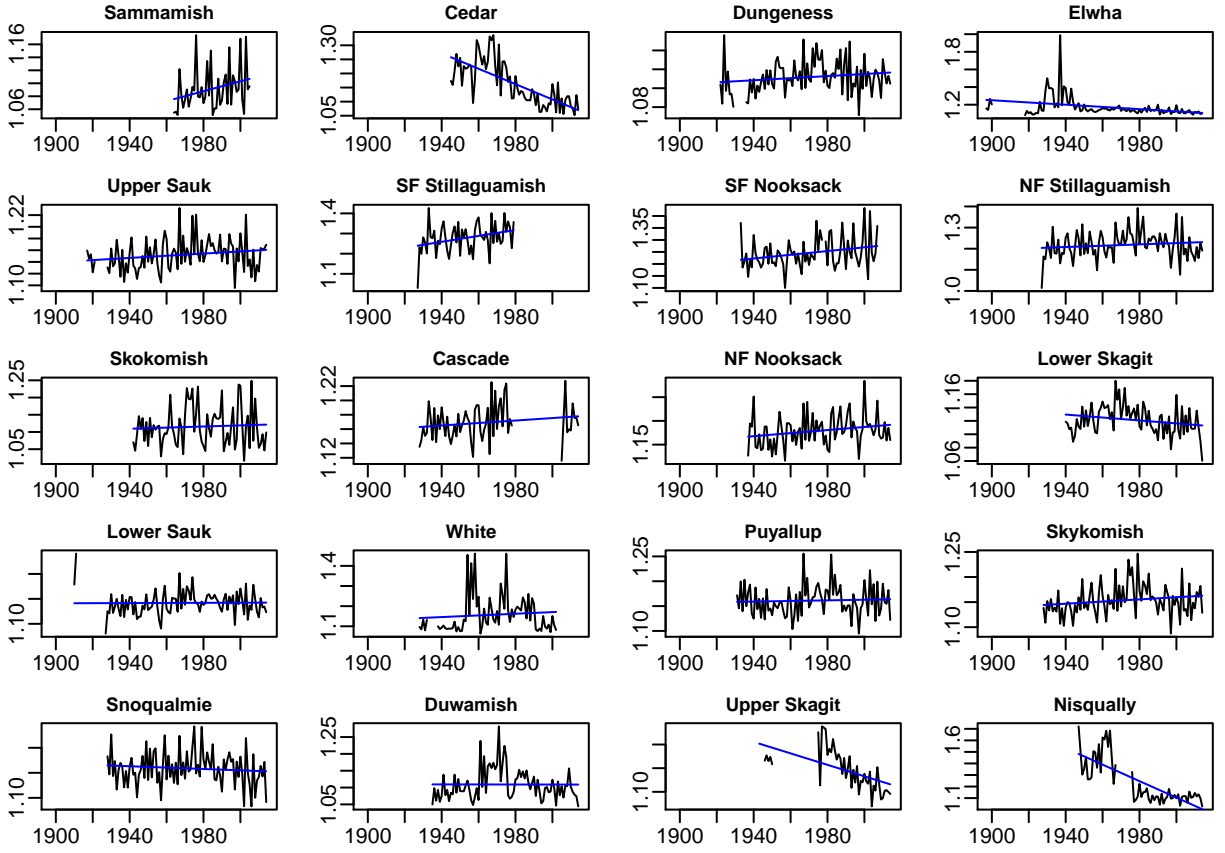 Sammamish Cedar Dungeness Elwha
1.06 1.16 1.05 1.30 1.08 1.2 1.8
1900 1940 1980 1900 1940 1980 1900 1940 1980 1900 1940 1980
Upper Sauk SF Stillaguamish SF Nooksack NF Stillaguamish
1.10 1.22 1.1 1.4 1.10 1.35 1.0 1.3
1900 1940 1980 1900 1940 1980 1900 1940 1980 1900 1940 1980
Skokomish Cascade NF Nooksack Lower Skagit
1.05 1.25 1.12 1.22 1.15 1.06 1.16
1900 1940 1980 1900 1940 1980 1900 1940 1980 1900 1940 1980
Lower Sauk White Puyallup Skykomish
1.10 1.1 1.4 1.10 1.25 1.10 1.25
1900 1940 1980 1900 1940 1980 1900 1940 1980 1900 1940 1980
Snoqualmie Duwamish Upper Skagit Nisqually
1.10 1.05 1.25 1.10 1.1 1.6
1900 1940 1980 1900 1940 1980 1900 1940 1980 1900 1940 1980